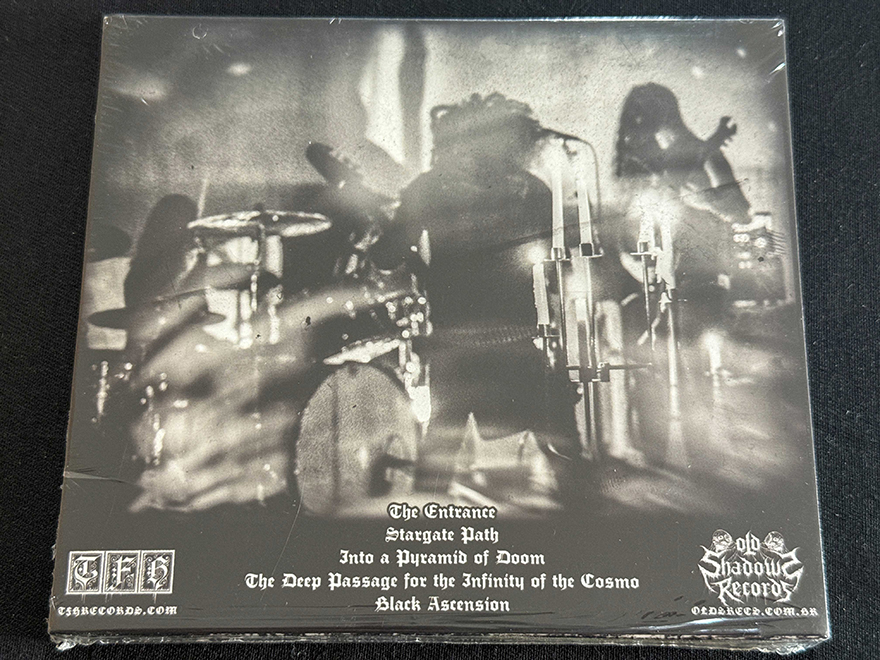 The Entrance
Stargate Path
Into a Pyramid of Doom
The Deep Passage for the Infinity of the Cosmo
Black Ascension
TFH
TFHRECORDS.COM
Old
Shadows
Records
OLDSRECS.COM.BR